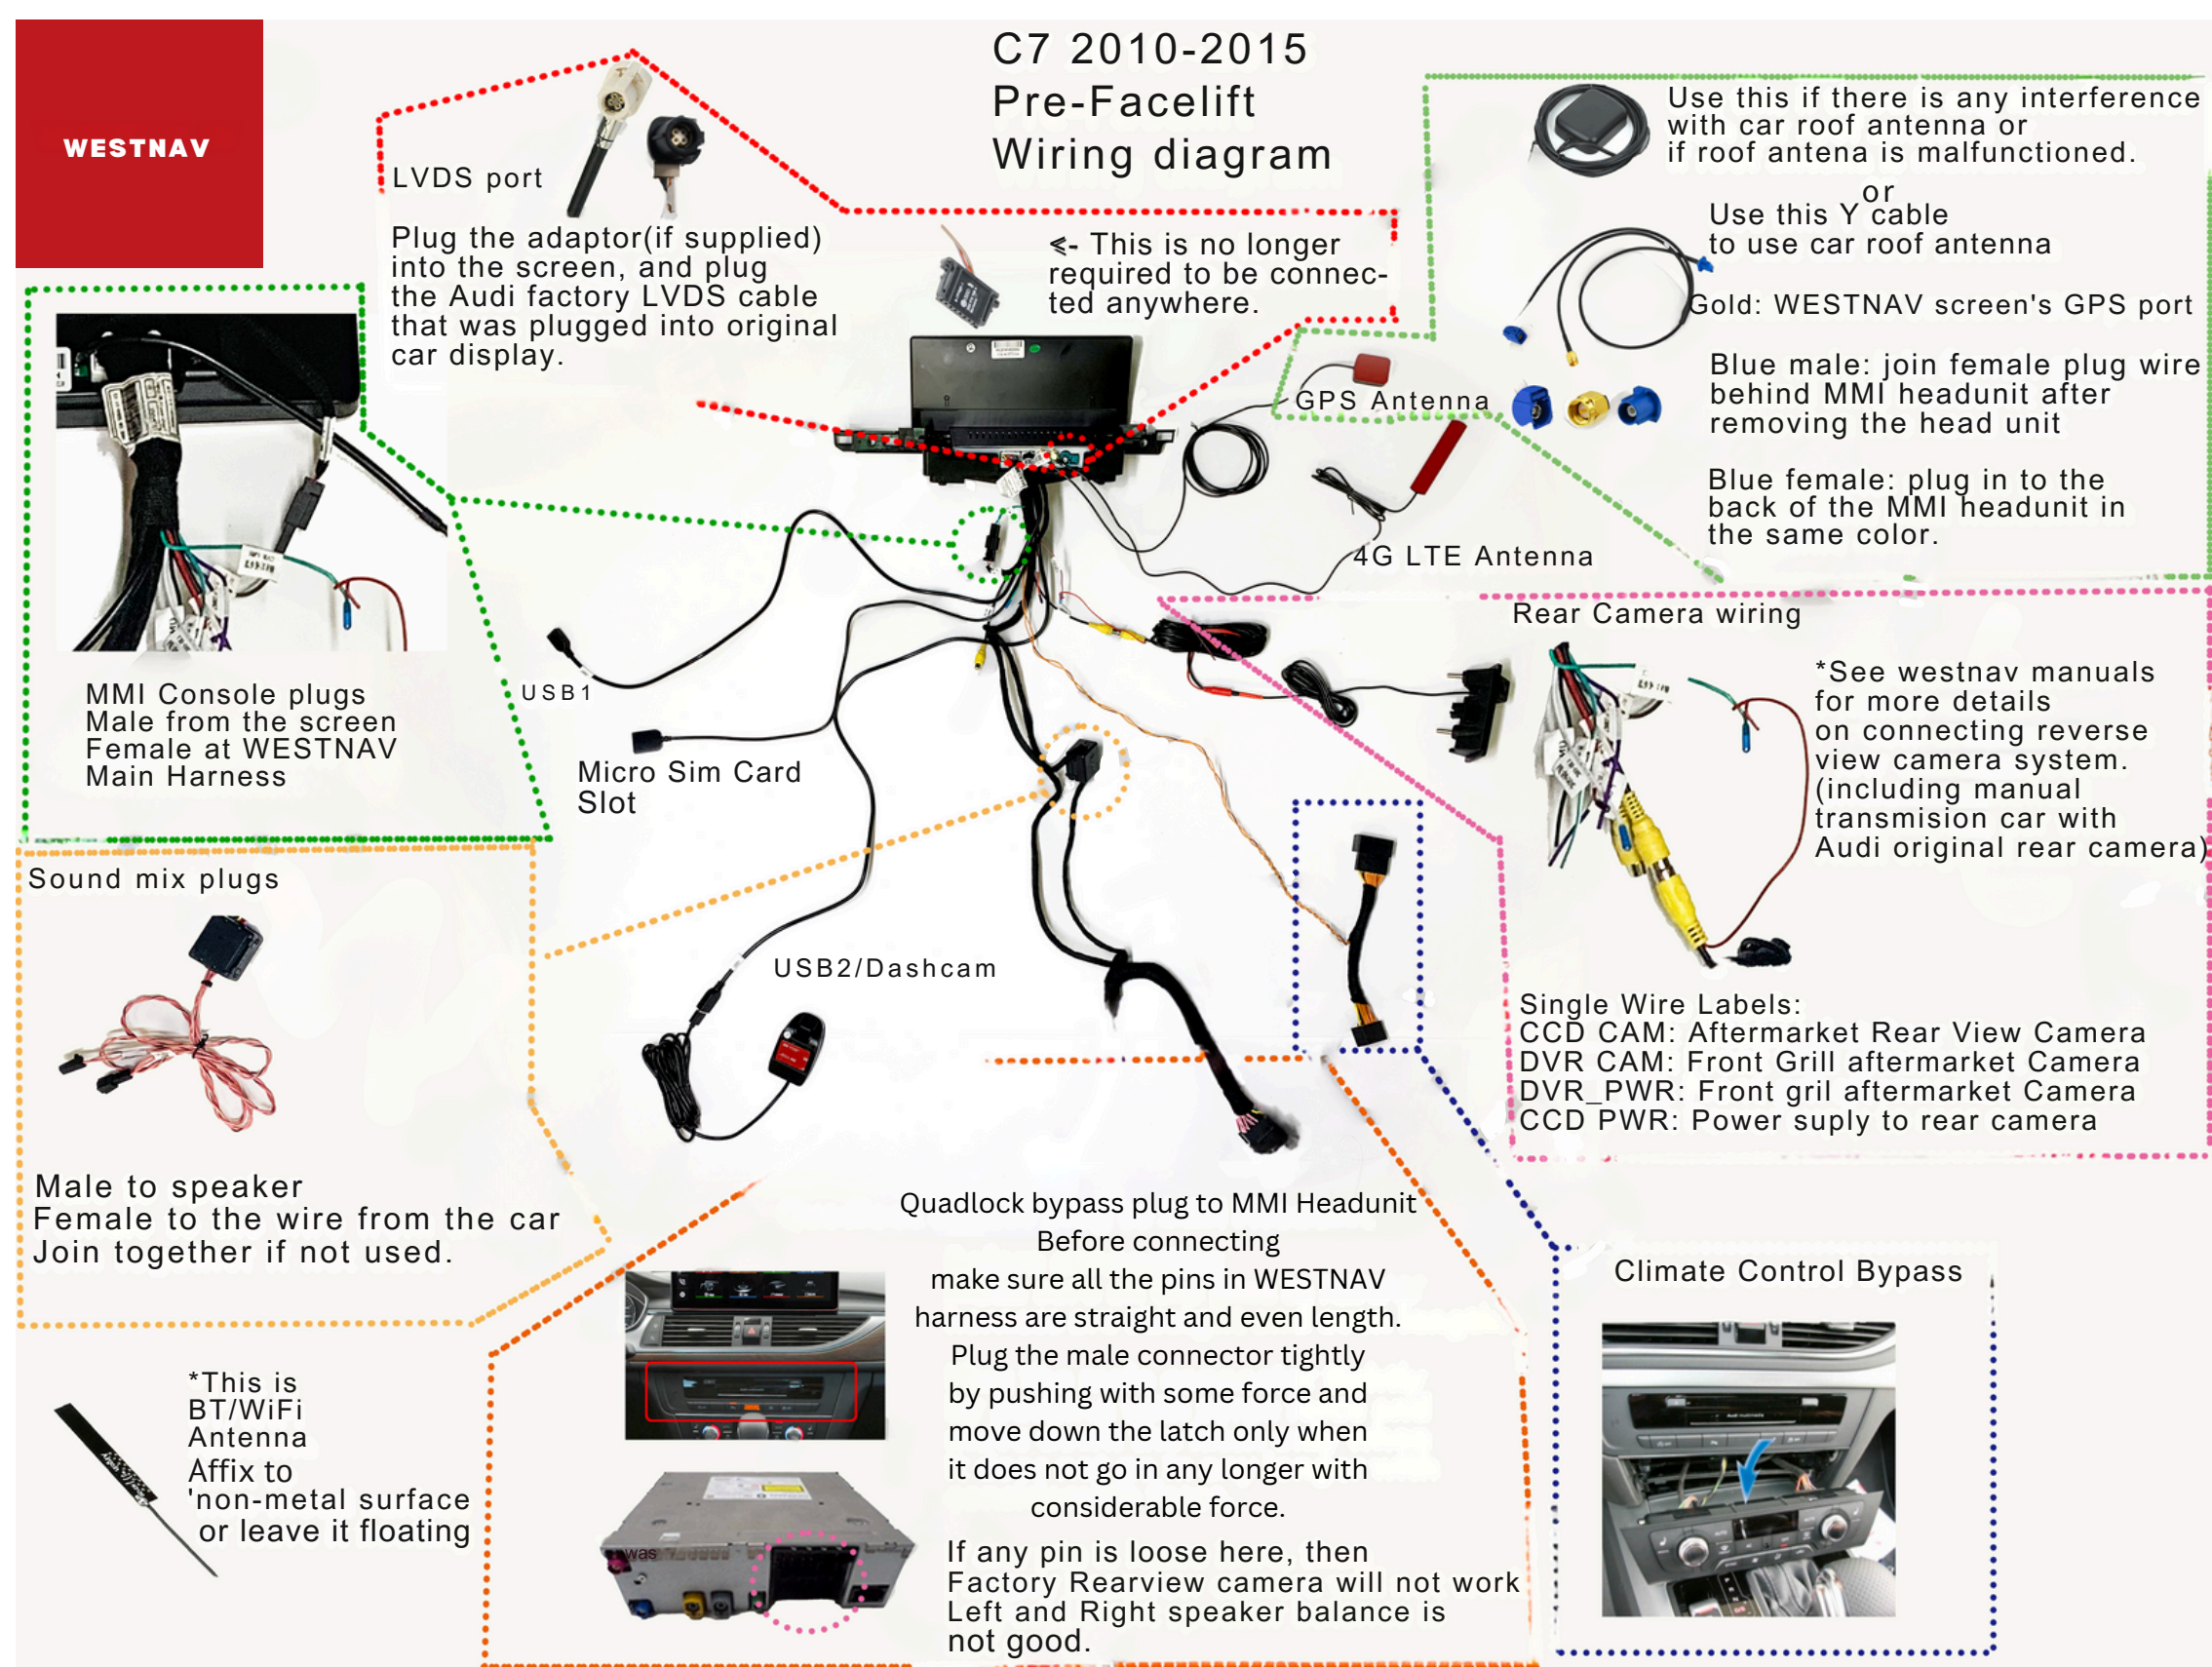 WESTNAV
C7 2010-2015
Pre-Facelift
Wiring diagram
LVDS port
Plug the adaptor(if supplied)
into the screen, and plug
the Audi factory LVDS cable
that was plugged into original
car display.
<- This is no longer
required to be connec-
ted anywhere.
Use this if there is any interference
with car roof antenna or
if roof antena is malfunctioned.
or
Use this Y cable
to use car roof antenna
Gold: WESTNAV screen's GPS port
Blue male: join female plug wire
behind MMI headunit after
removing the head unit
Blue female: plug in to the
back of the MMI headunit in
the same color.
GPS Antenna
4G LTE Antenna
MMI Console plugs
Male from the screen
Female at WESTNAV
Main Harness
USB1
Micro Sim Card
Slot
USB2/Dashcam
Rear Camera wiring
*See westnav manuals
for more details
on connecting reverse
view camera system.
(including manual
transmision car with
Audi original rear camera)
Single Wire Labels:
CCD CAM: Aftermarket Rear View Camera
DVR CAM: Front Grill aftermarket Camera
DVR_PWR: Front gril aftermarket Camera
CCD PWR: Power suply to rear camera
Sound mix plugs
Male to speaker
Female to the wire from the car
Join together if not used.
*This is
BT/WiFi
Antenna
Affix to
'non-metal surface
or leave it floating
Quadlock bypass plug to MMI Headunit
Before connecting
make sure all the pins in WESTNAV
harness are straight and even length.
Plug the male connector tightly
by pushing with some force and
move down the latch only when
it does not go in any longer with
considerable force.
If any pin is loose here, then
Factory Rearview camera will not work
Left and Right speaker balance is
not good.
was
Climate Control Bypass